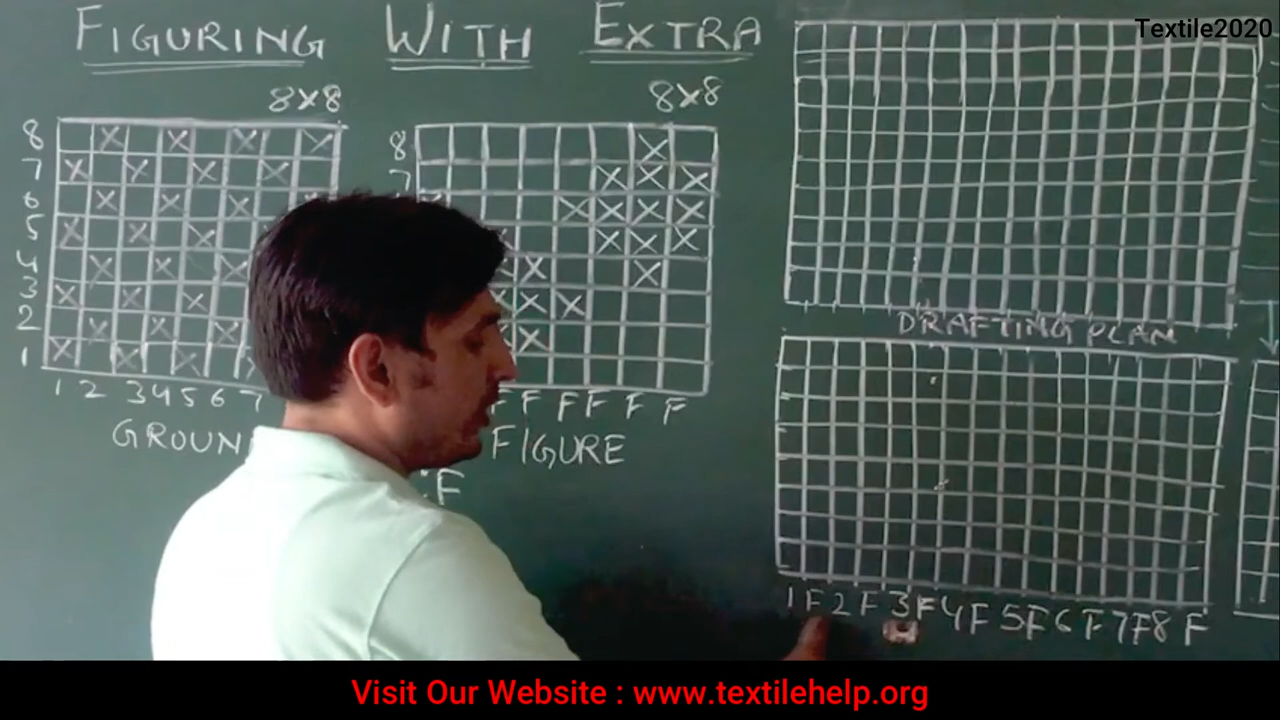 FIGURING WITH EXTRA
Textile2020
8x8
8x8
8
7
6
5
4
3
2
1
8
7
1 2 3 4 5 6 7
F F F F F F
GROUN
FIGURE
:F
DRAFTING PLAN
1 F 2 F 3 F 4 F 5 F 6 F 7 F 8 F
Visit Our Website : www.textilehelp.org